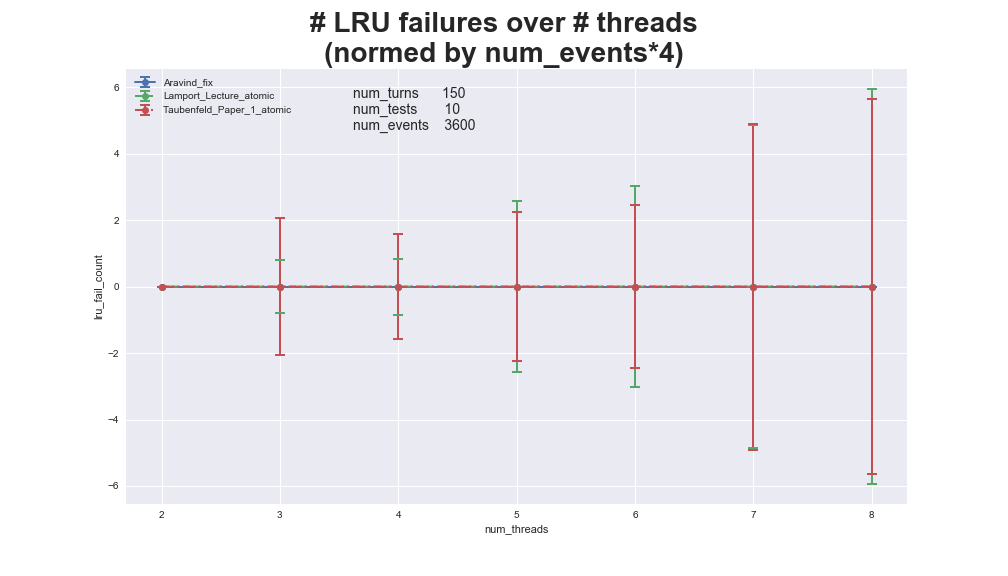 # LRU failures over # threads
(normed by num_events*4)
Aravind_fix
Lamport_Lecture_atomic
Taubenfeld_Paper_1_atomic
num_turns 150
num_tests 10
num_events 3600
6
4
2
0
−2
−4
−6
lru_fail_count
2 3 4 5 6 7 8
num_threads